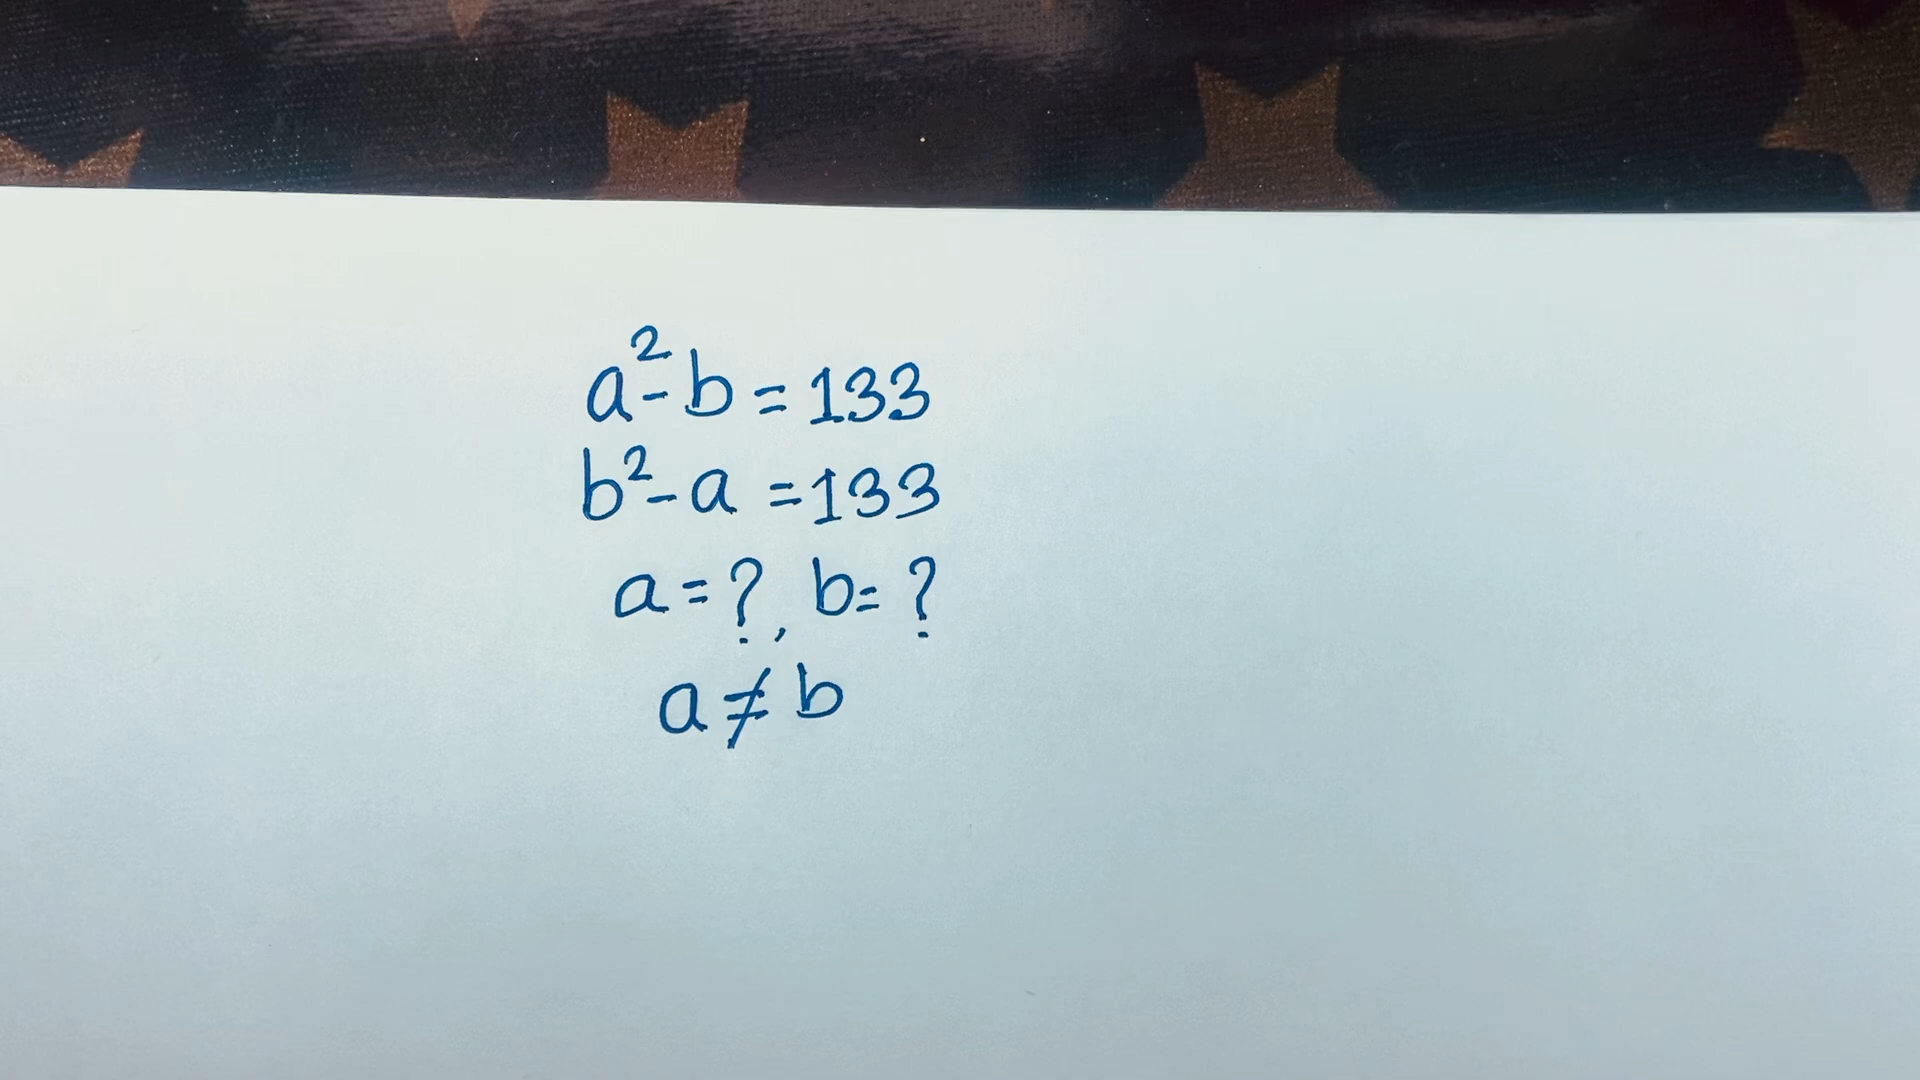 a²-b=133
b²-a=133
a=?, b=?
a≠b